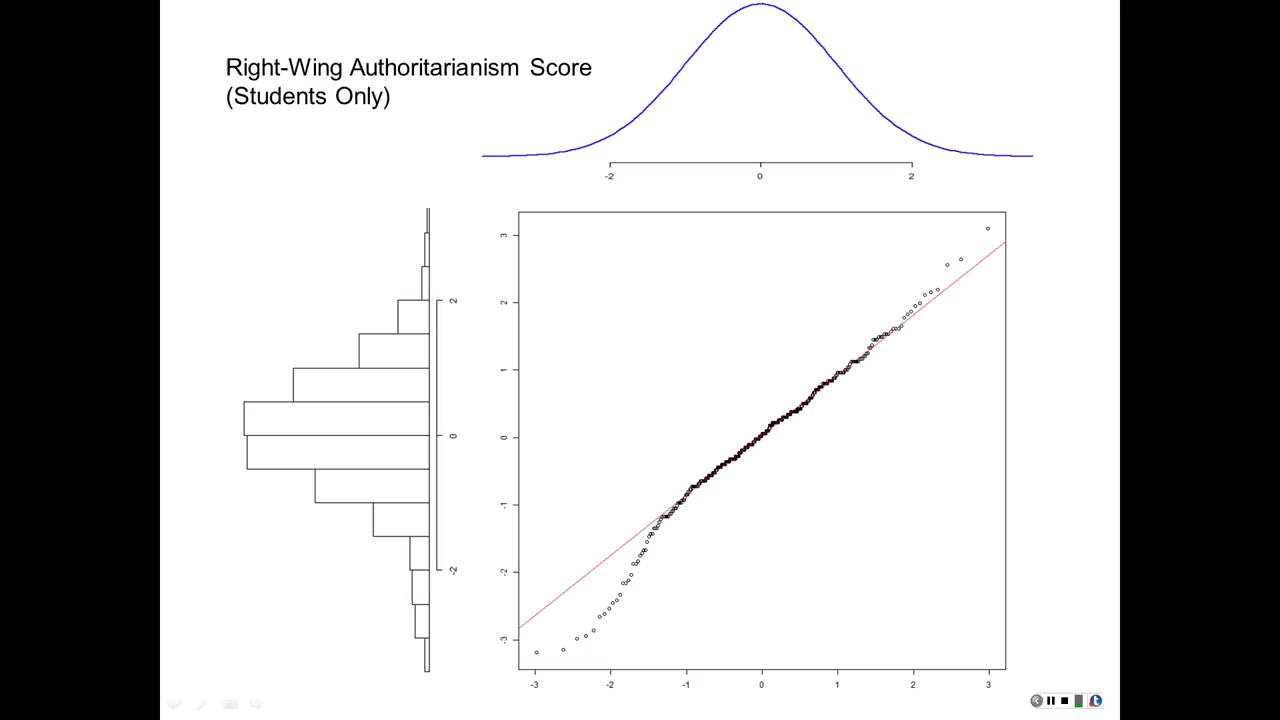 Right-Wing Authoritarianism Score
(Students Only)
-2 0 2
2
0
-2
3
2
1
0
-1
-2
-3
-3 -2 -1 0 1 2 3